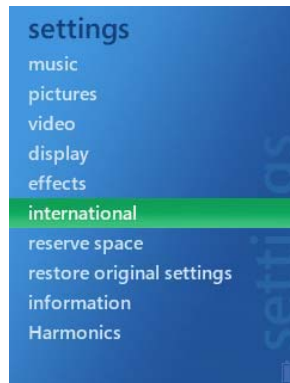 settings
music
pictures
video
display
effects
international
reserve space
restore original settings
information
Harmonics
settings